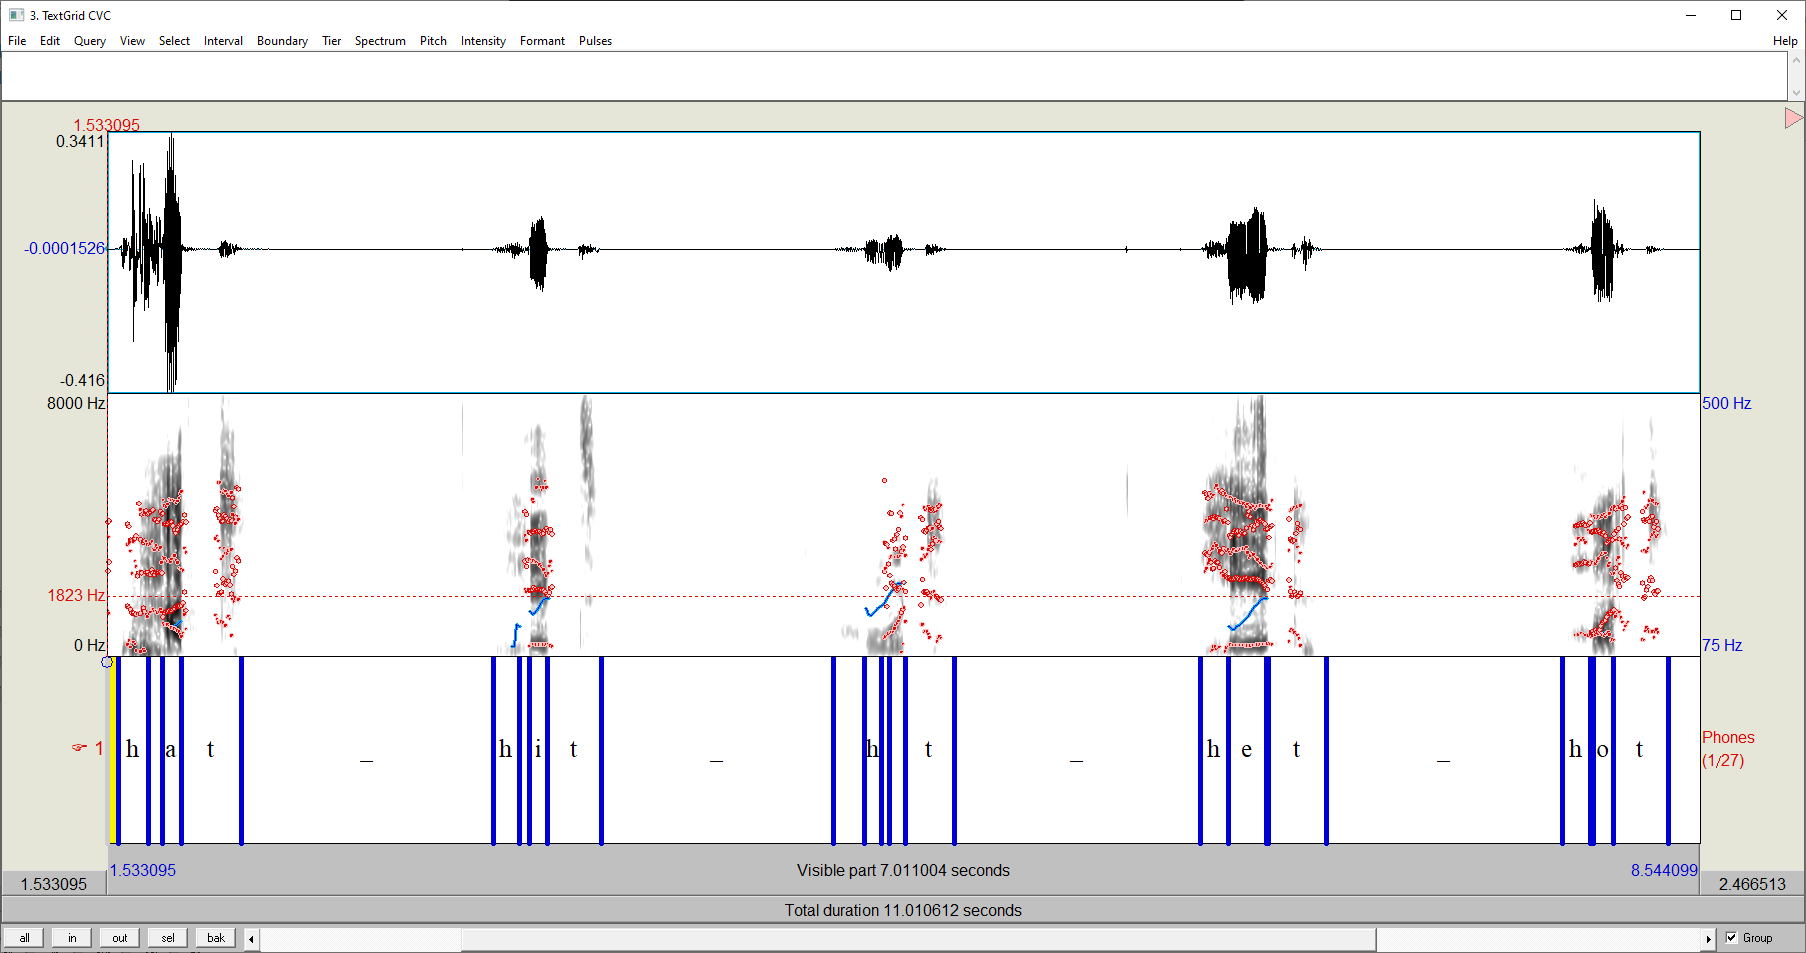 3. TextGrid CVC
File Edit Query View Select Interval Boundary Tier Spectrum Pitch Intensity Formant Pulses Help
1.533095
0.3411
-0.0001526
-0.416
8000 Hz 500 Hz
1823 Hz
0 Hz 75 Hz
☞ 1 h a t _ h i t _ h t _ h e t _ h o t Phones
(1/27)
1.533095 Visible part 7.011004 seconds 8.544099
1.533095 2.466513
Total duration 11.010612 seconds
all in out sel bak Group